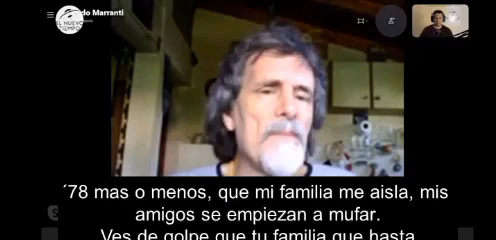 do Marranti
EL NUEVO
TIEMPO
´78 mas o menos, que mi familia me aisla, mis
amigos se empiezan a mufar.
Ves de golpe que tu familia que hasta